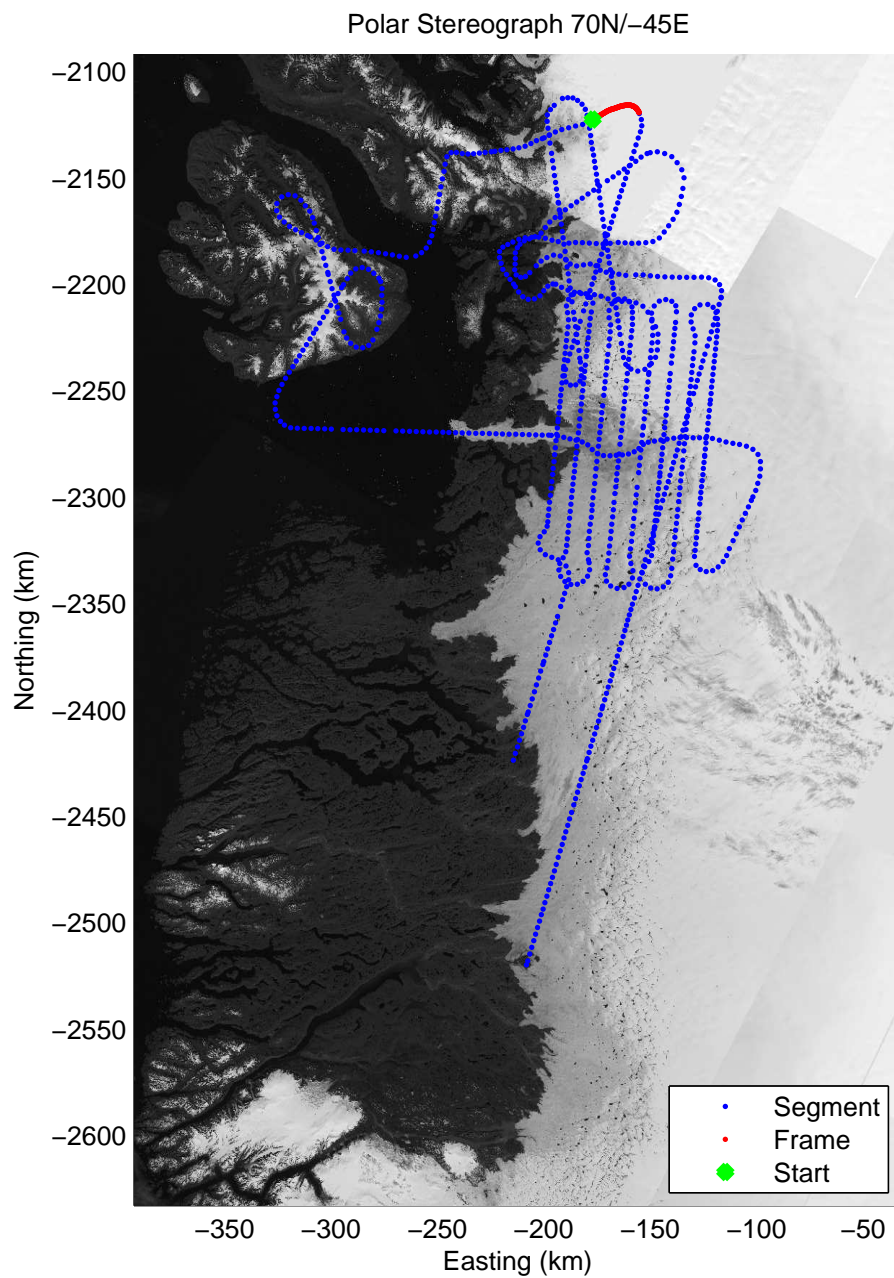 Polar Stereograph 70N/−45E
−2100
−2150
−2200
−2250
−2300
−2350
−2400
−2450
−2500
−2550
−2600
Northing (km)
Segment
Frame
Start
−350 −300 −250 −200 −150 −100 −50
Easting (km)